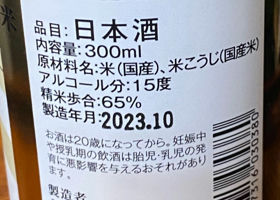 米
品目:日本酒
内容量:300ml
原材料名:米(国産)、米こうじ(国産米)
アルコール分:15度
精米歩合:65%
製造年月:2023.10
お酒は20歳になってから。妊娠中
や授乳期の飲酒は胎児・乳児の発
育に悪影響を与えるおそれがあり
ます。
製造者
716030380